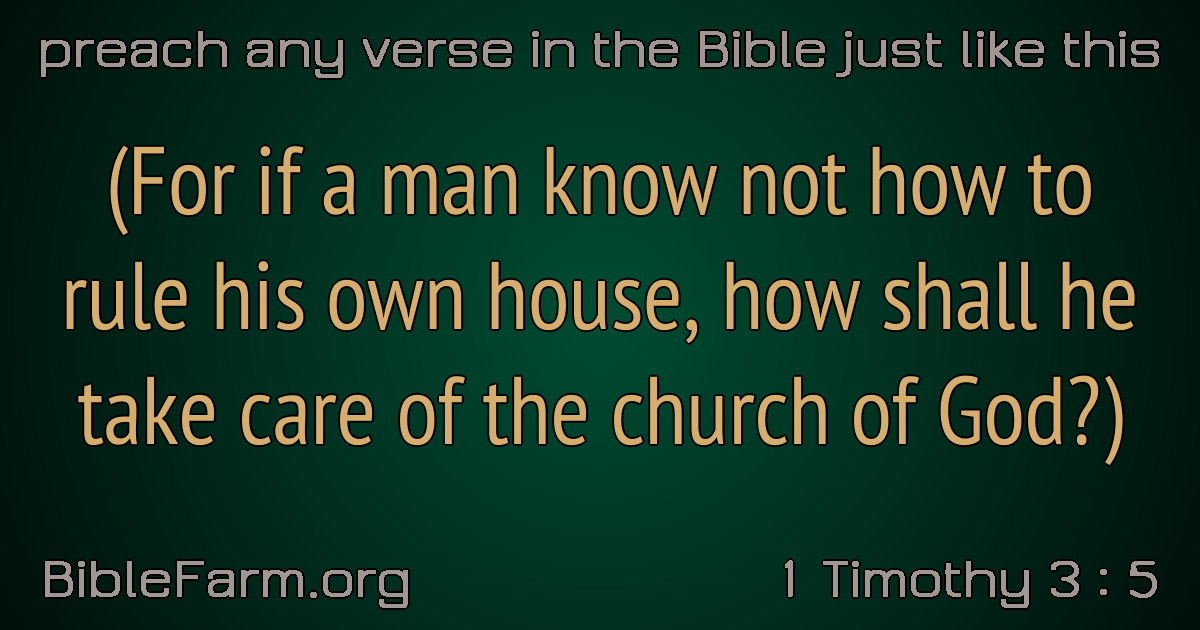 preach any verse in the Bible just like this
(For if a man know not how to
rule his own house, how shall he
take care of the church of God?)
BibleFarm.org
1 Timothy 3 : 5